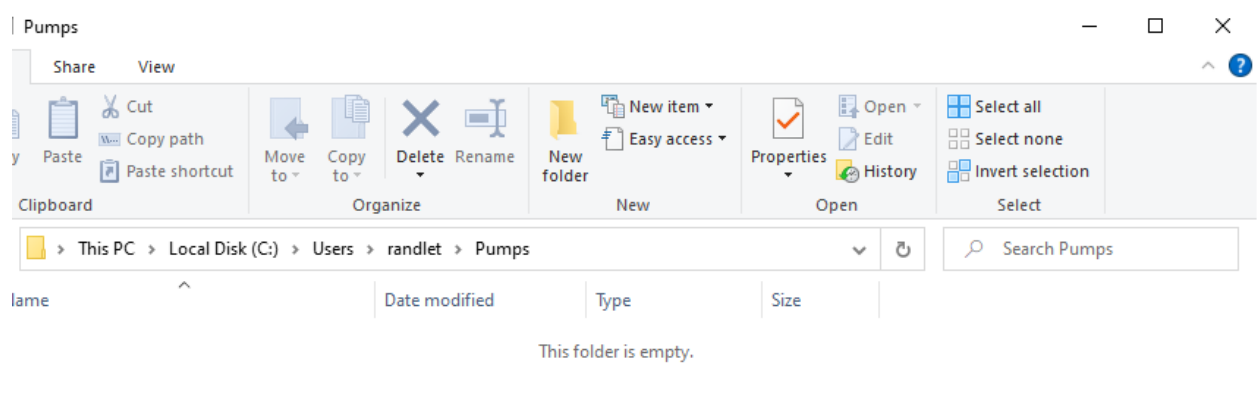 Pumps
Share View
Cut
Copy path
Paste shortcut
Paste
Move to
Copy to
Delete
Rename
New folder
New item
Easy access
Properties
Open
Edit
History
Select all
Select none
Invert selection
Clipboard
Organize
New
Open
Select
This PC > Local Disk (C:) > Users > randlet > Pumps
Search Pumps
lame
Date modified
Type
Size
This folder is empty.